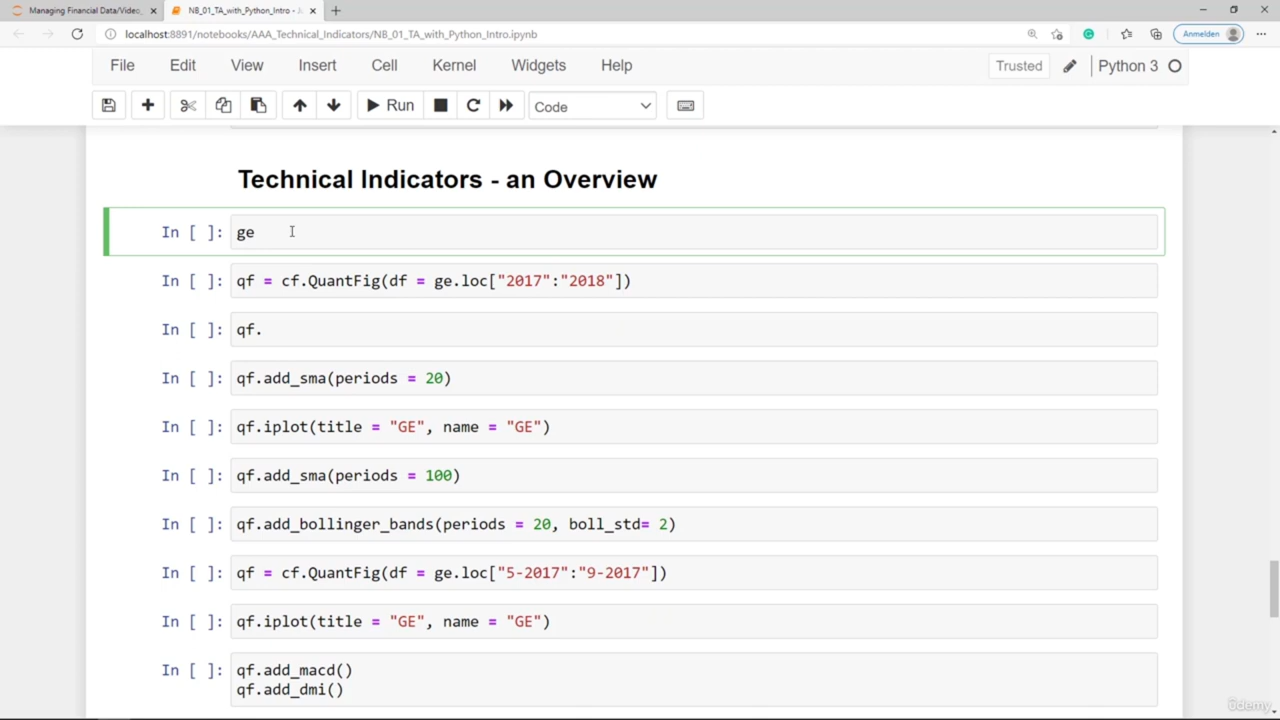 Managing Financial Data/Video_
NB_01_TA_with_Python_Intro - J
localhost:8891/notebooks/AAA_Technical_Indicators/NB_01_TA_with_Python_Intro.ipynb
Anmelden
File Edit View Insert Cell Kernel Widgets Help
Trusted
Python 3
Run
Code
Technical Indicators - an Overview
In [ ]: ge
In [ ]: qf = cf.QuantFig(df = ge.loc["2017":"2018"])
In [ ]: qf.
In [ ]: qf.add_sma(periods = 20)
In [ ]: qf.iplot(title = "GE", name = "GE")
In [ ]: qf.add_sma(periods = 100)
In [ ]: qf.add_bollinger_bands(periods = 20, boll_std= 2)
In [ ]: qf = cf.QuantFig(df = ge.loc["5-2017":"9-2017"])
In [ ]: qf.iplot(title = "GE", name = "GE")
In [ ]: qf.add_macd()
qf.add_dmi()
ûdemy